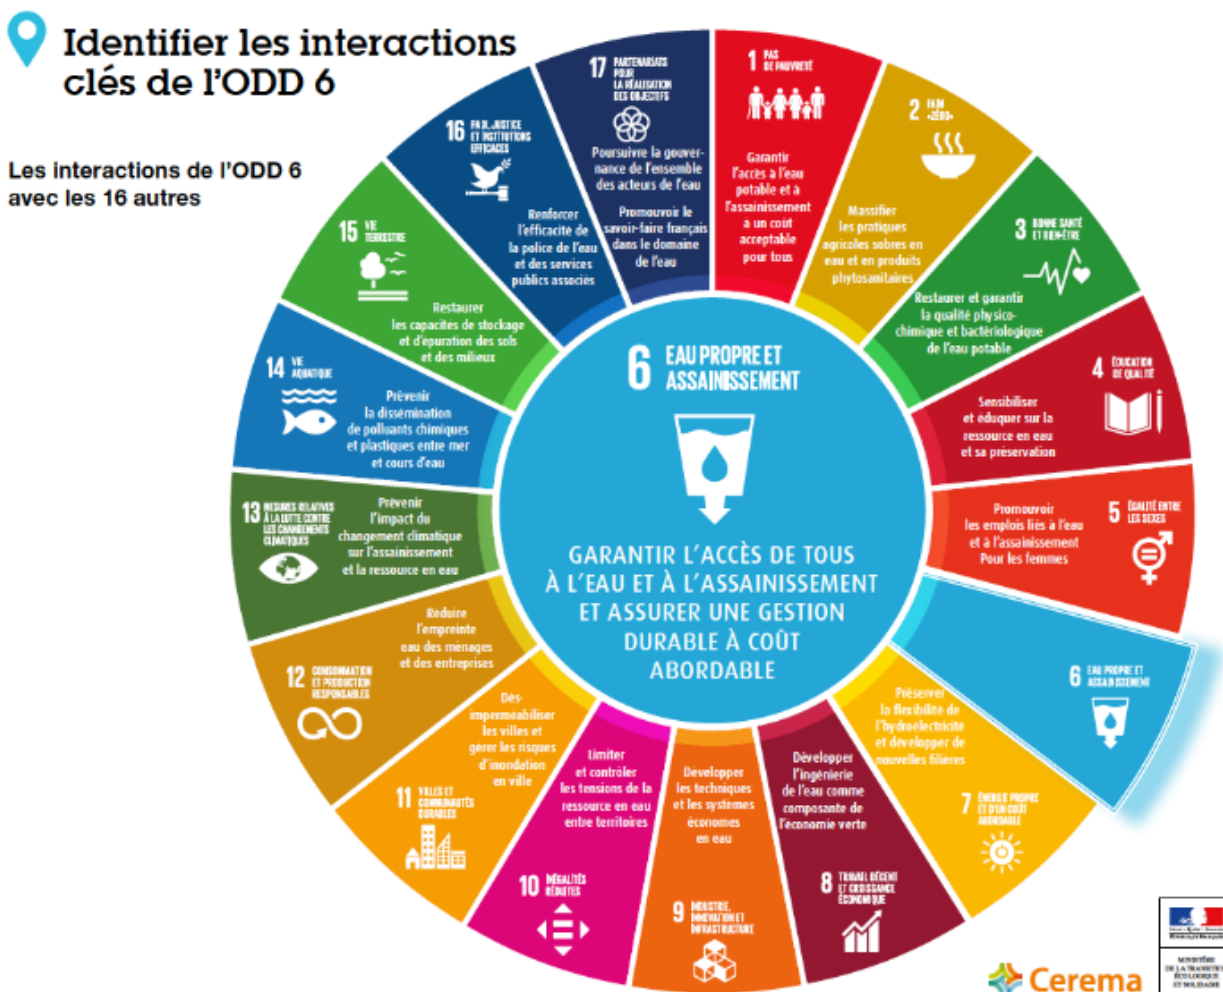 Identifier les interactions
clés de l'ODD 6
Les interactions de l'ODD 6
avec les 16 autres
1 PAS
DE PAUVRETÉ
Garantir
l'accès à l'eau
potable et à
l'assainissement
à un coût
acceptable
pour tous
2 FAIM
«ZÉRO»
Massifier
les pratiques
agricoles sobres en
eau et en produits
phytosanitaires
3 BONNE SANTÉ
ET BIEN-ÊTRE
Restaurer et garantir
la qualité physico-
chimique et bactériologique
de l'eau potable
4 ÉDUCATION
DE QUALITÉ
Sensibiliser
et éduquer sur la
ressource en eau
et sa préservation
5 ÉGALITÉ ENTRE
LES SEXES
Promouvoir
les emplois liés à l'eau
et à l'assainissement
Pour les femmes
6 EAU PROPRE ET
ASSAINISSEMENT
7 ÉNERGIE PROPRE
ET D'UN COÛT
ABORDABLE
Préserver
la flexibilité de
l'hydroélectricité
et développer de
nouvelles filières
8 TRAVAIL DÉCENT
ET CROISSANCE
ÉCONOMIQUE
Développer
l'ingénierie
de l'eau comme
composante de
l'économie verte
9 INDUSTRIE,
INNOVATION ET
INFRASTRUCTURE
Développer
les techniques
et les systèmes
économes
en eau
10 INÉGALITÉS
RÉDUITES
Limiter
et contrôler
les tensions de la
ressource en eau
entre territoires
11 VILLES ET
COMMUNAUTÉS
DURABLES
Dés-
imperméabiliser
les villes et
gérer les risques
d'inondation
en ville
12 CONSOMMATION
ET PRODUCTION
RESPONSABLES
Réduire
l'empreinte
eau des ménages
et des entreprises
13 MESURES RELATIVES
À LA LUTTE CONTRE
LES CHANGEMENTS
CLIMATIQUES
Prévenir
l'impact du
changement climatique
sur l'assainissement
et la ressource en eau
14 VIE
AQUATIQUE
Prévenir
la dissémination
de polluants chimiques
et plastiques entre mer
et cours d'eau
15 VIE
TERRESTRE
Restaurer
les capacités de stockage
et d'épuration des sols
et des milieux
16 PAIX, JUSTICE
ET INSTITUTIONS
EFFICACES
Renforcer
l'efficacité de
la police de l'eau
et des services
publics associés
17 PARTENARIATS
POUR
LA RÉALISATION
DES OBJECTIFS
Poursuivre la gouver-
nance de l'ensemble
des acteurs de l'eau
Promouvoir le
savoir-faire français
dans le domaine
de l'eau
6 EAU PROPRE ET
ASSAINISSEMENT
GARANTIR L'ACCÈS DE TOUS
À L'EAU ET À L'ASSAINISSEMENT
ET ASSURER UNE GESTION
DURABLE À COÛT
ABORDABLE
Cerema
MINISTÈRE
DE LA TRANSITION
ÉCOLOGIQUE
ET SOLIDAIRE